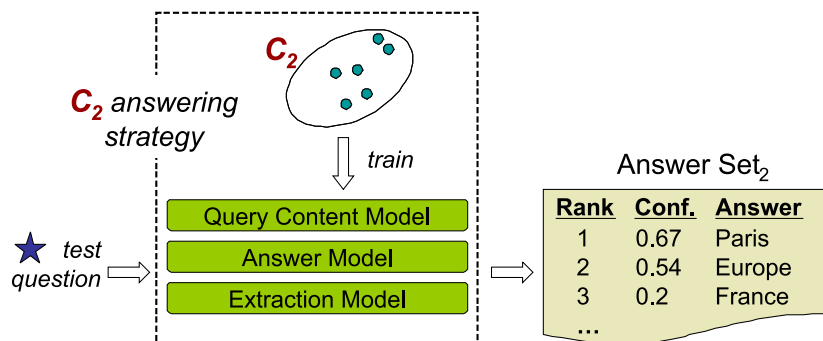 C2
C2 answering
strategy
train
Query Content Model
Answer Model
Extraction Model
test
question
Answer Set2
Rank Conf. Answer
1 0.67 Paris
2 0.54 Europe
3 0.2 France
...